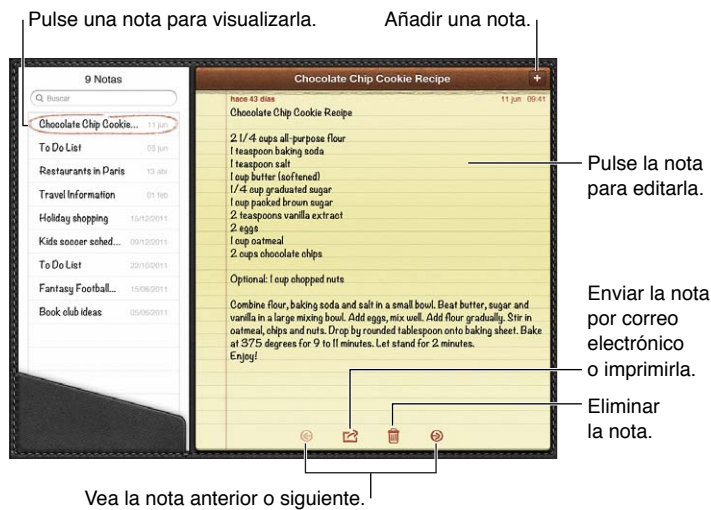 Pulse una nota para visualizarla.
Añadir una nota.
9 Notas
Buscar
Chocolate Chip Cookie... 11 jun
To Do List 05 jun
Restaurants in Paris 13 abr
Travel Information 01 feb
Holiday shopping 15/12/2011
Kids soccer sched... 09/12/2011
To Do List 22/10/2011
Fantasy Football... 15/08/2011
Book club ideas 05/06/2011
Chocolate Chip Cookie Recipe
+
hace 43 días 11 jun 09:41
Chocolate Chip Cookie Recipe
2 1/4 cups all-purpose flour
1 teaspoon baking soda
1 teaspoon salt
1 cup butter (softened)
1/4 cup graduated sugar
1 cup packed brown sugar
2 teaspoons vanilla extract
2 eggs
1 cup oatmeal
2 cups chocolate chips
Optional: 1 cup chopped nuts
Combine flour, baking soda and salt in a small bowl. Beat butter, sugar and
vanilla in a large mixing bowl. Add eggs, mix well. Add flour gradually. Stir in
oatmeal, chips and nuts. Drop by rounded tablespoon onto baking sheet. Bake
at 375 degrees for 9 to 11 minutes. Let stand for 2 minutes.
Enjoy!
Pulse la nota
para editarla.
Enviar la nota
por correo
electrónico
o imprimirla.
Eliminar
la nota.
Vea la nota anterior o siguiente.